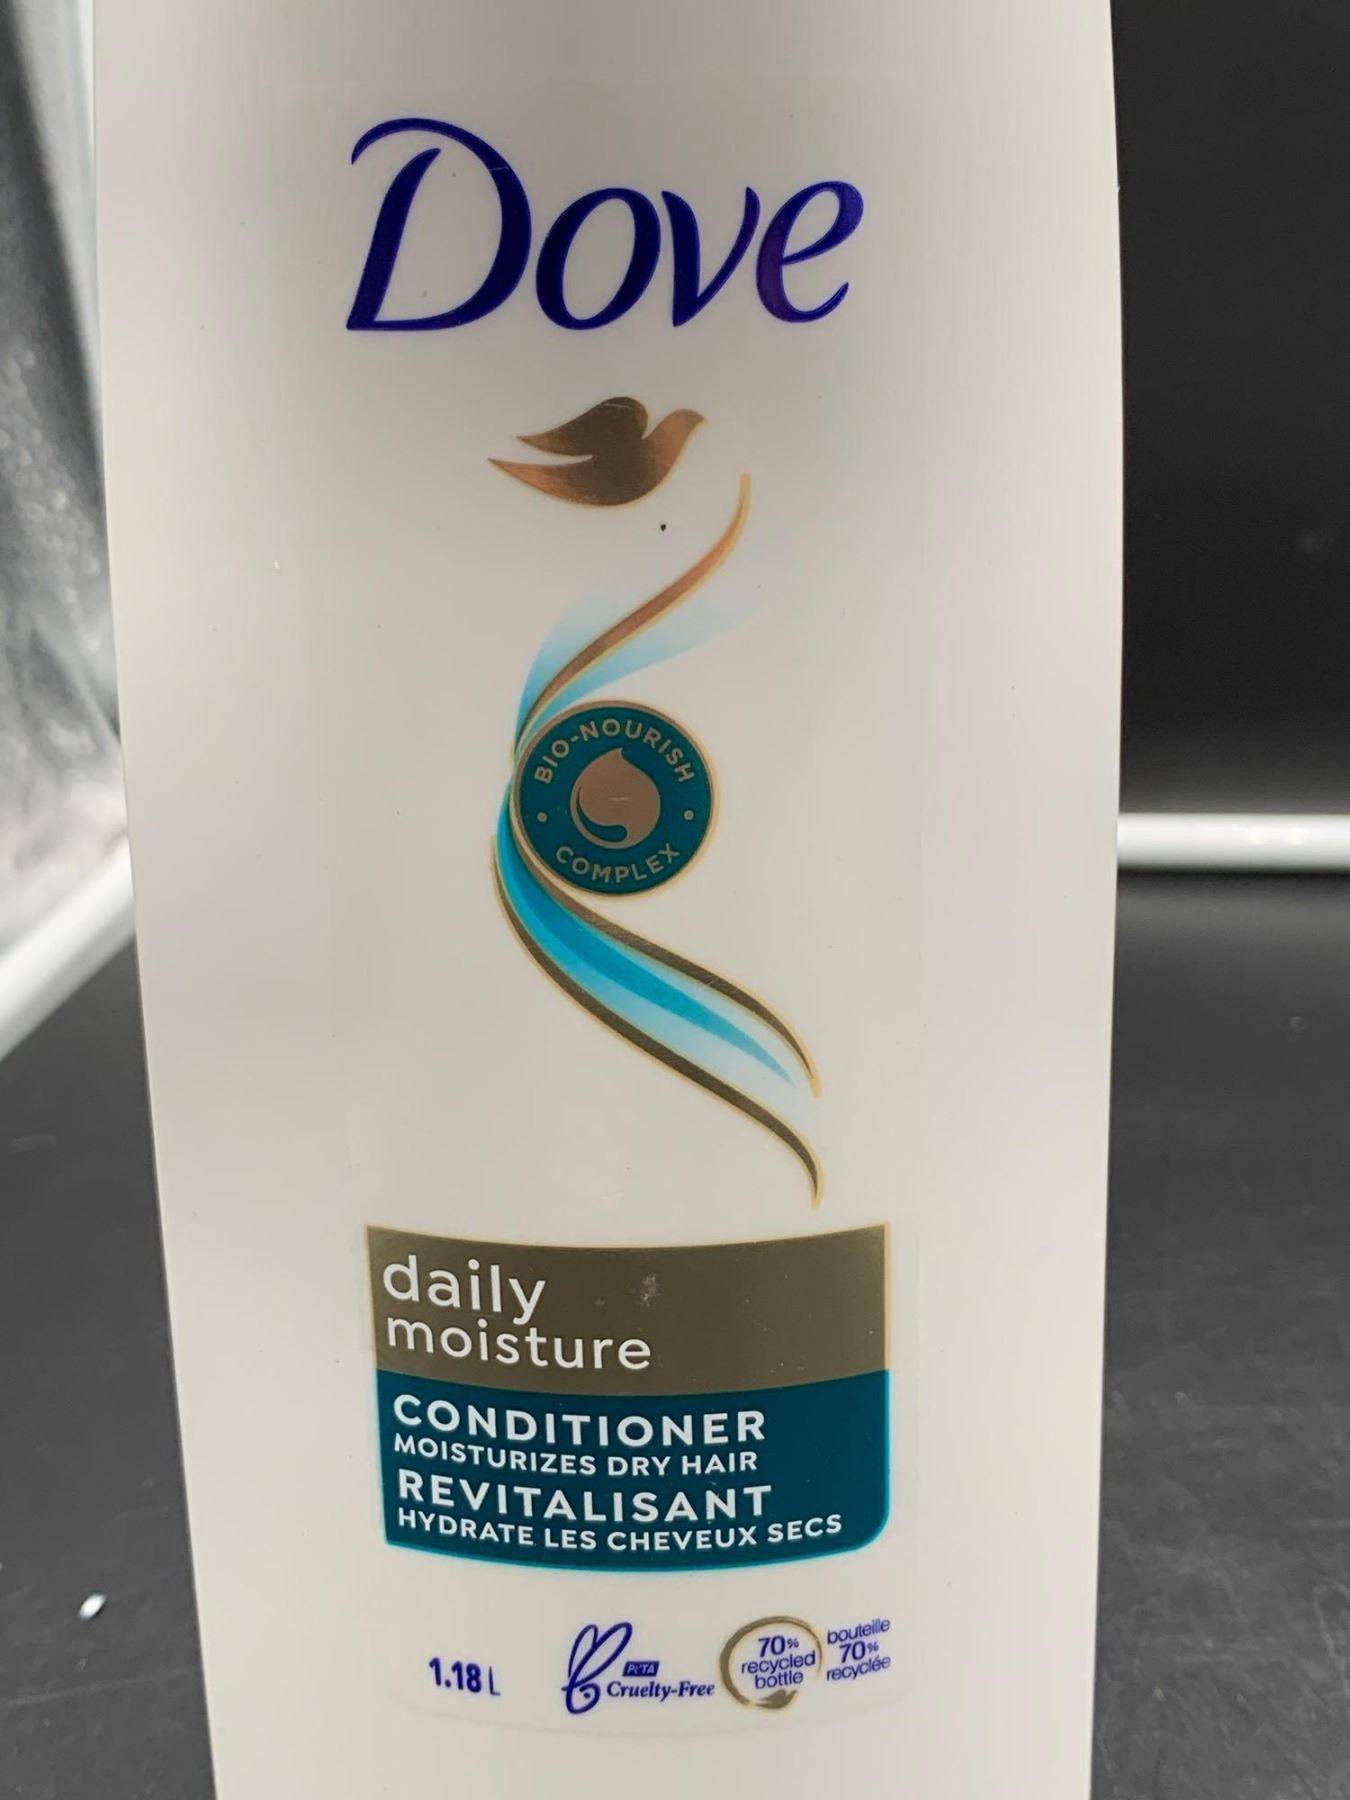 Dove
BIO-NOURISH
COMPLEX
daily
moisture
CONDITIONER
MOISTURIZES DRY HAIR
REVITALISANT
HYDRATE LES CHEVEUX SECS
1.18 L
PETA
Cruelty-Free
70%
recycled
bottle
bouteille
70%
recyclée